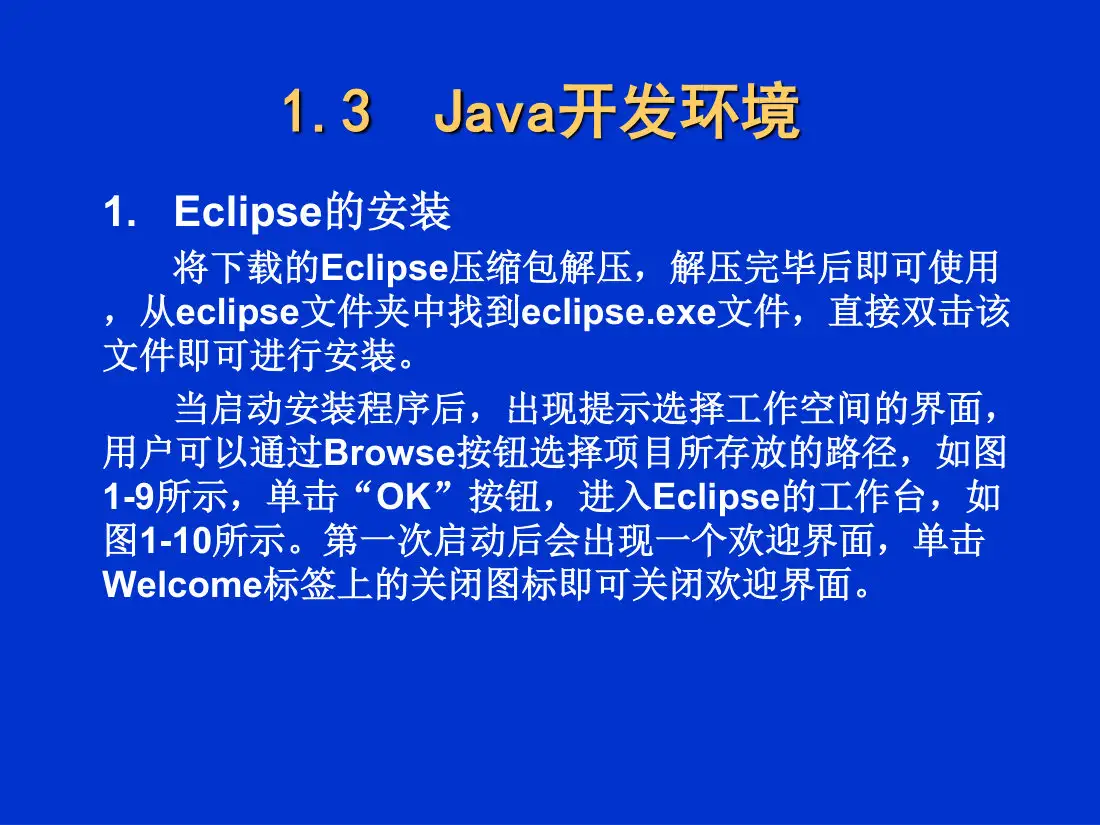 1.3 Java开发环境
1. Eclipse的安装
将下载的Eclipse压缩包解压，解压完毕后即可使用
，从eclipse文件夹中找到eclipse.exe文件，直接双击该
文件即可进行安装。
当启动安装程序后，出现提示选择工作空间的界面，
用户可以通过Browse按钮选择项目所存放的路径，如图
1-9所示，单击“OK”按钮，进入Eclipse的工作台，如
图1-10所示。第一次启动后会出现一个欢迎界面，单击
Welcome标签上的关闭图标即可关闭欢迎界面。